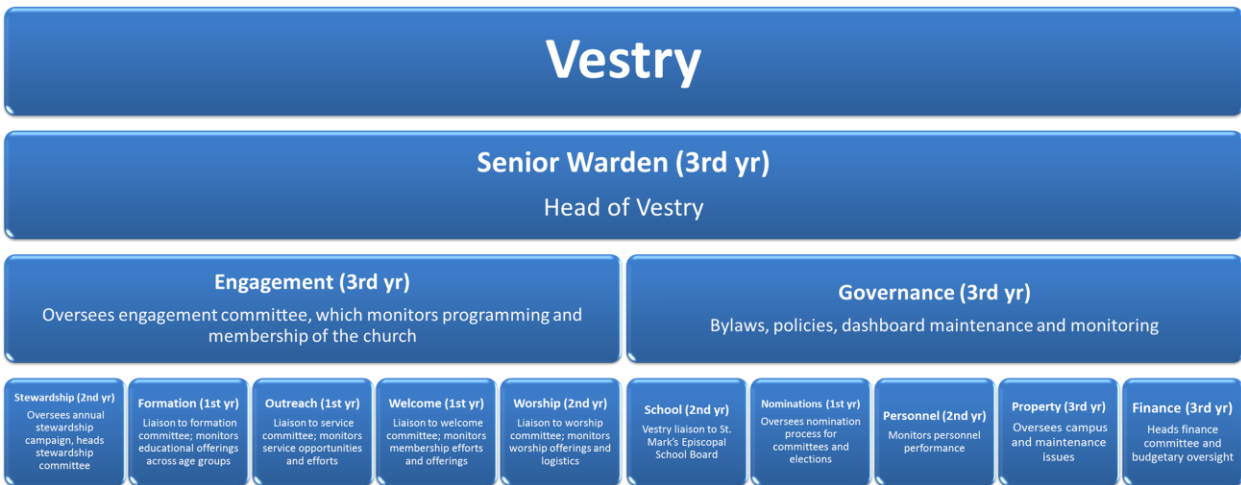 Vestry
Senior Warden (3rd yr)
Head of Vestry
Engagement (3rd yr)
Oversees engagement committee, which monitors programming and
membership of the church
Governance (3rd yr)
Bylaws, policies, dashboard maintenance and monitoring
Stewardship (2nd yr)
Oversees annual
stewardship
campaign, heads
stewardship
committee
Formation (1st yr)
Liaison to formation
committee; monitors
educational offerings
across age groups
Outreach (1st yr)
Liaison to service
committee; monitors
service opportunities
and efforts
Welcome (1st yr)
Liaison to welcome
committee; monitors
membership efforts
and offerings
Worship (2nd yr)
Liaison to worship
committee; monitors
worship offerings and
logistics
School (2nd yr)
Vestry liaison to St.
Mark's Episcopal
School Board
Nominations (1st yr)
Oversees nomination
process for
committees and
elections
Personnel (2nd yr)
Monitors personnel
performance
Property (3rd yr)
Oversees campus
and maintenance
issues
Finance (3rd yr)
Heads finance
committee and
budgetary oversight